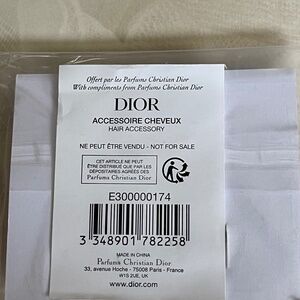 Offert par les Parfums Christian Dior
With compliments from Parfums Christian Dior
DIOR
ACCESSOIRE CHEVEUX
HAIR ACCESSORY
NE PEUT ÊTRE VENDU - NOT FOR SALE
CET ARTICLE NE PEUT
ÊTRE DISTRIBUÉ QUE PAR LES
DÉPOSITAIRES AGRÉÉS DES
Parfums Christian Dior
E300000174
3 348901 782258
MADE IN CHINA
Parfums Christian Dior
33, avenue Hoche - 75008 Paris - France
W1S 2UE, UK
www.dior.com